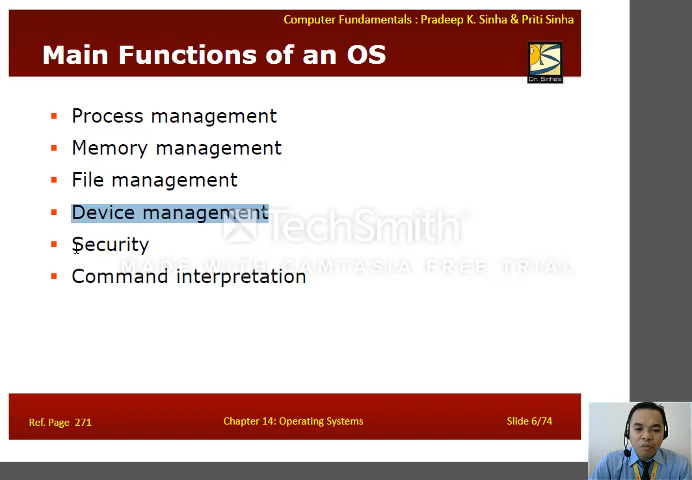 Computer Fundamentals : Pradeep K. Sinha & Priti Sinha
Main Functions of an OS
Dr. Sinhas
Process management
Memory management
File management
Device management
TechSmith
Security
MADE WITH CAMTASIA FREE TRIAL
Command interpretation
Ref. Page 271
Chapter 14: Operating Systems
Slide 6/74